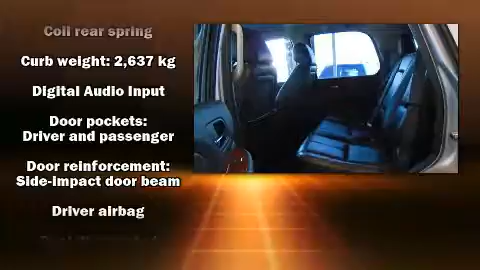 Coil rear spring
Curb weight: 2,637 kg
Digital Audio Input
Door pockets:
Driver and passenger
Door reinforcement:
Side-impact door beam
Driver airbag